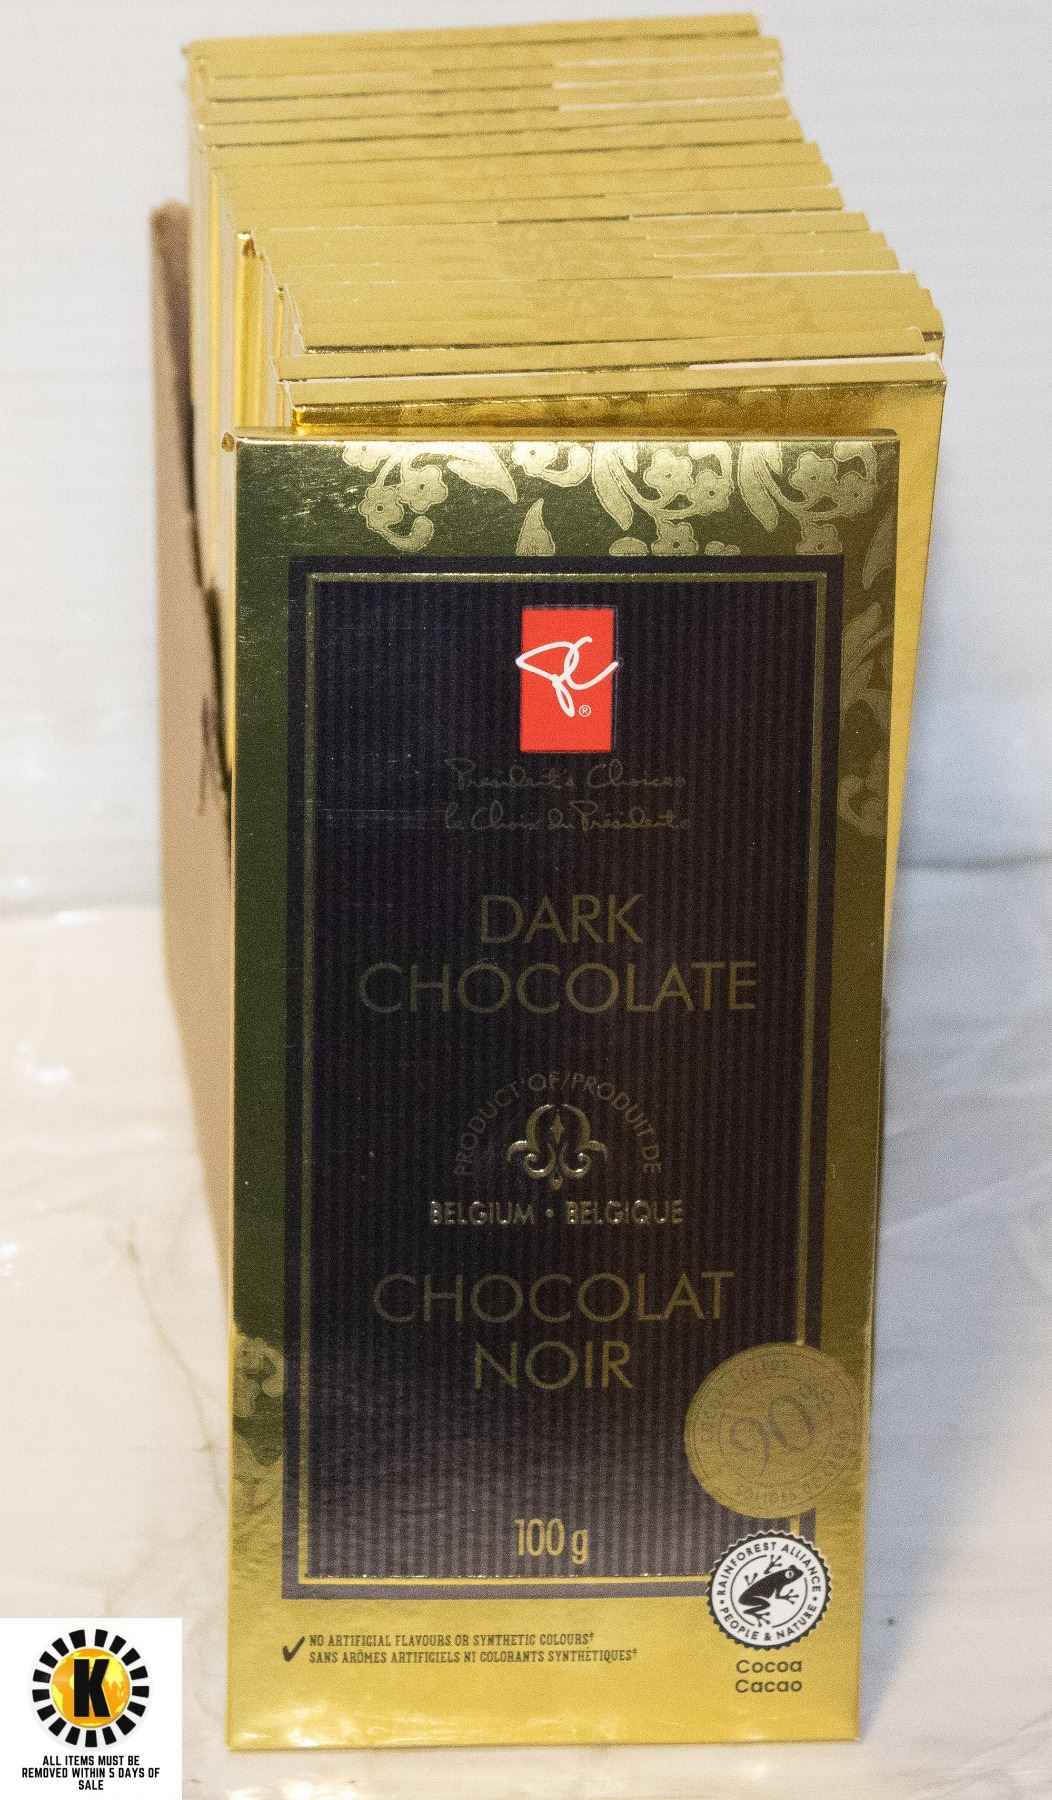 PC®
President's Choice®
le Choix du Président®
DARK
CHOCOLATE
PRODUCT OF/PRODUIT DE
BELGIUM • BELGIQUE
CHOCOLAT
NOIR
90%
100 g
RAINFOREST ALLIANCE
• PEOPLE & NATURE •
Cocoa
Cacao
NO ARTIFICIAL FLAVOURS OR SYNTHETIC COLOURS‡
SANS ARÔMES ARTIFICIELS NI COLORANTS SYNTHÉTIQUES‡
K
ALL ITEMS MUST BE
REMOVED WITHIN 5 DAYS OF
SALE